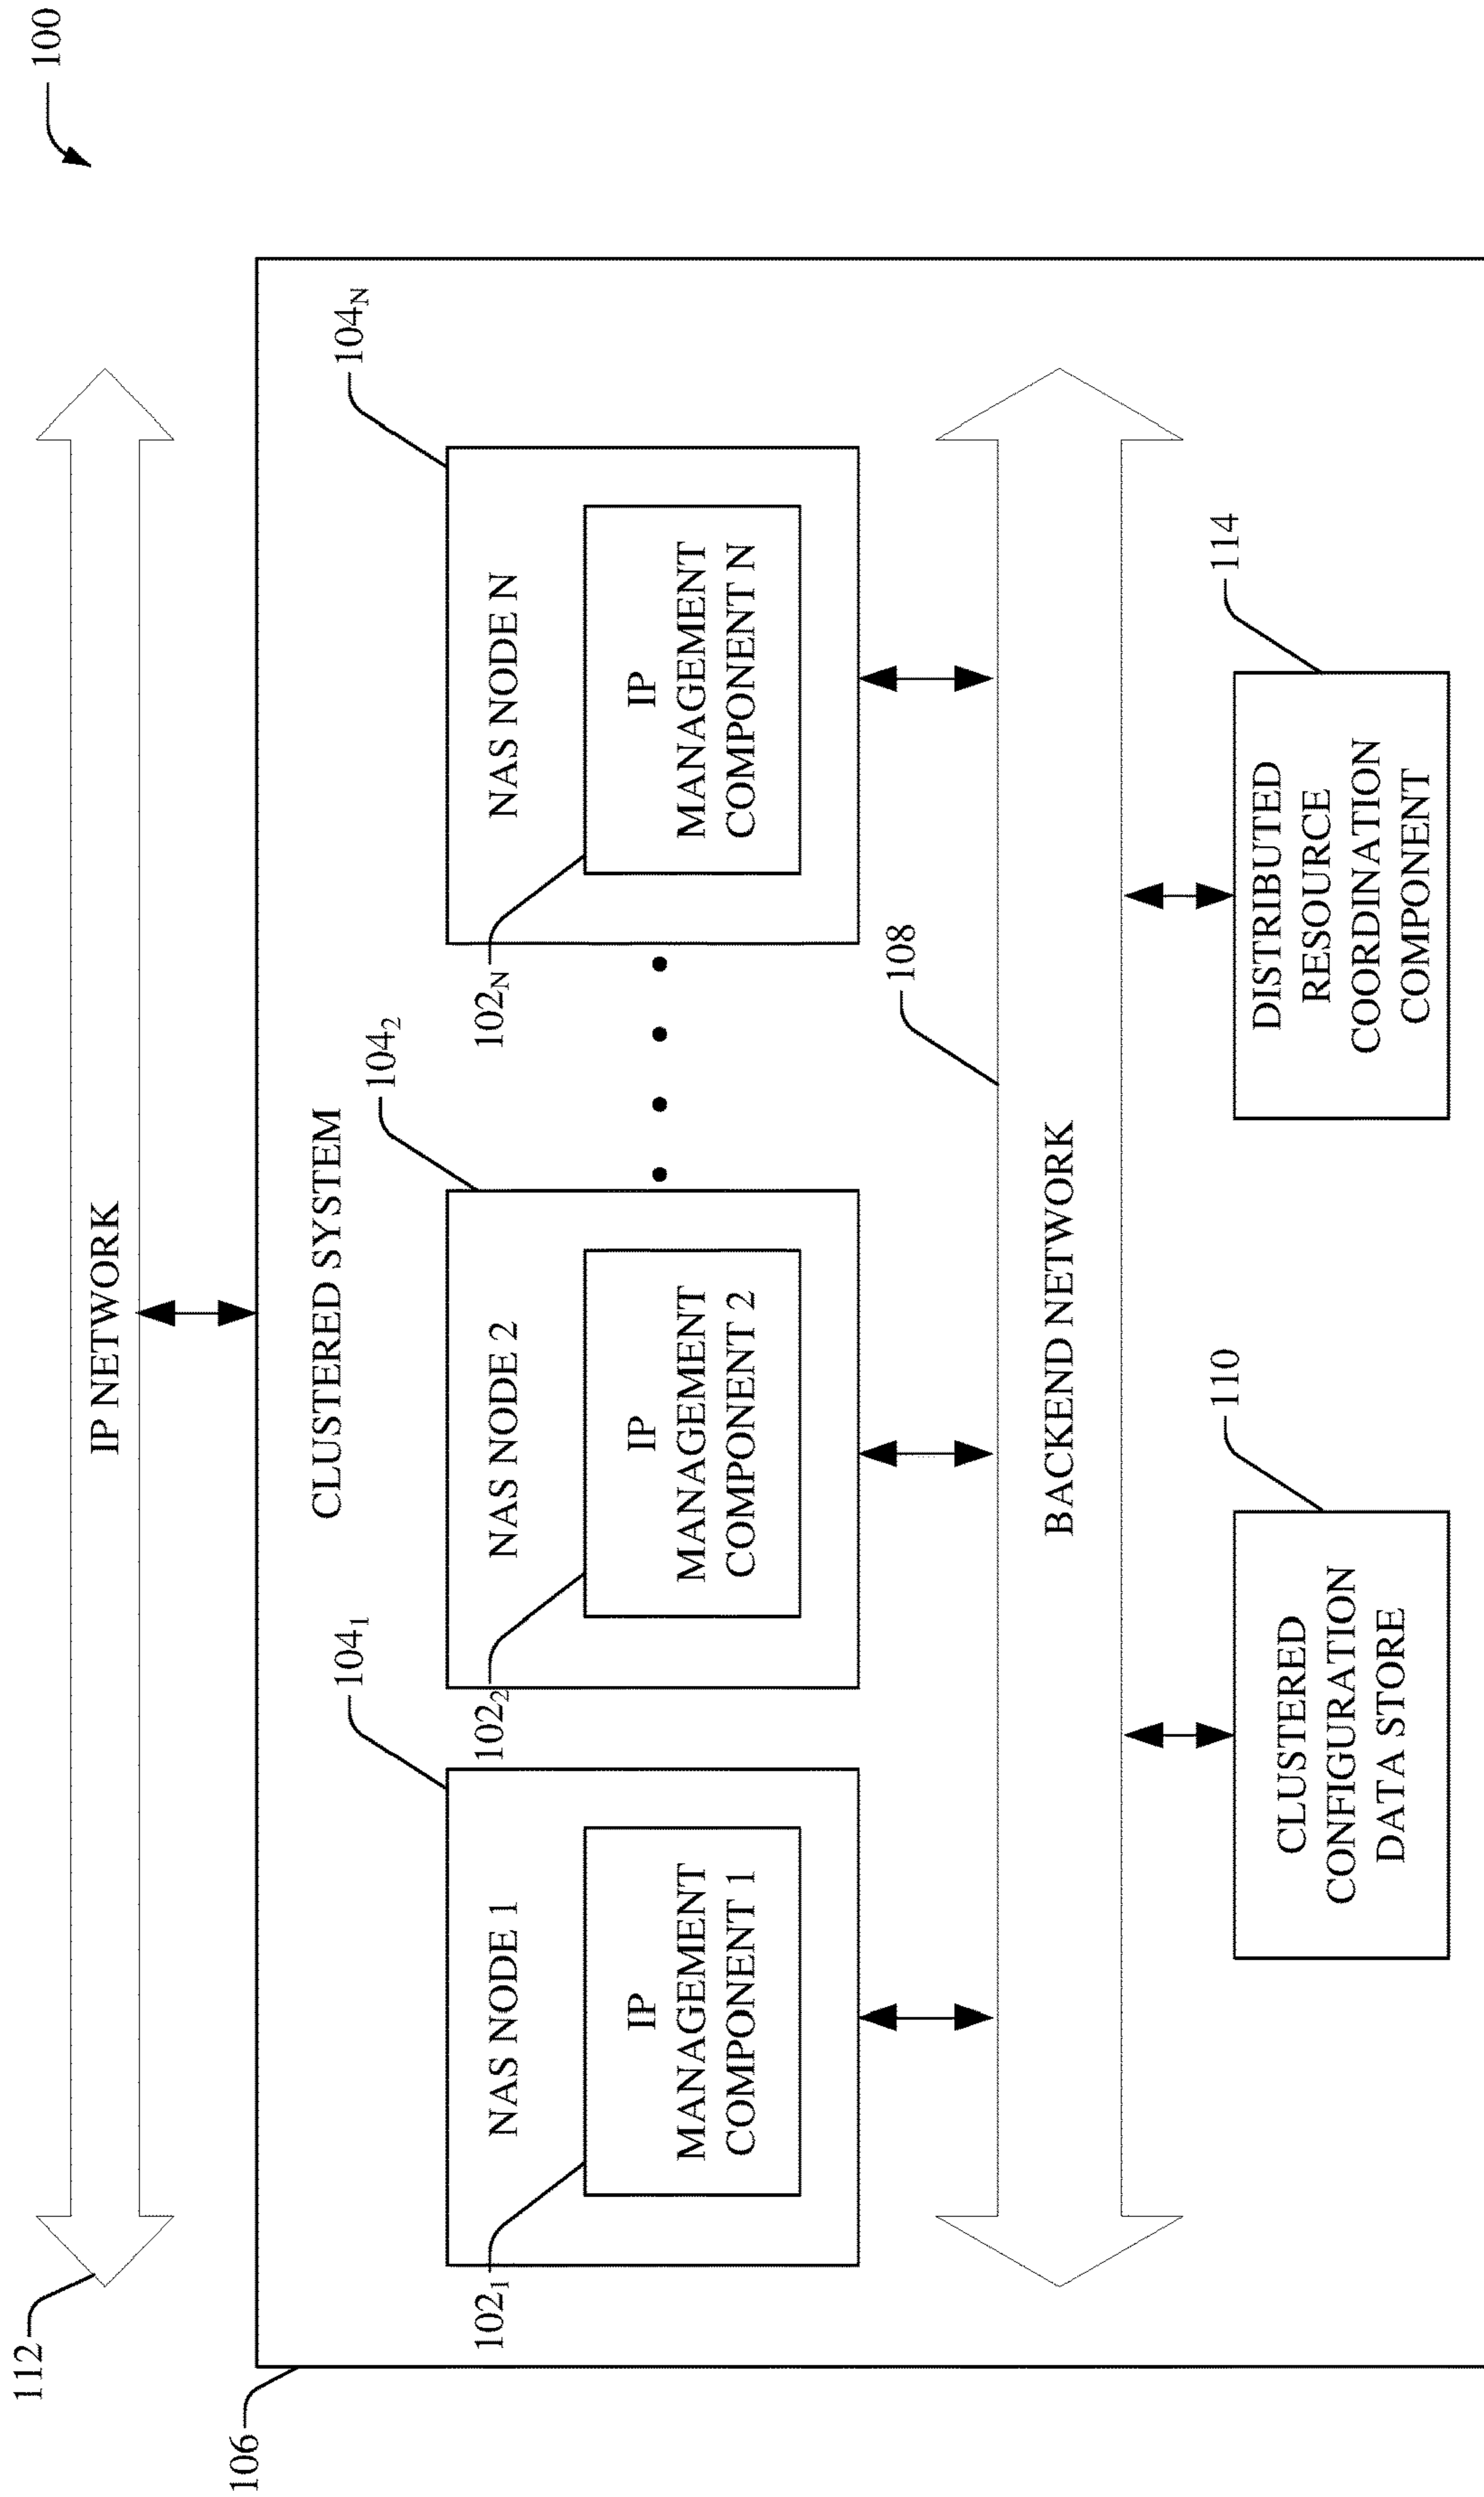 100
112
IP NETWORK
106
CLUSTERED SYSTEM
104₁
104₂
104ɴ
NAS NODE 1
NAS NODE 2
NAS NODE N
102₁
102₂
102ɴ
IP
MANAGEMENT
COMPONENT 1
IP
MANAGEMENT
COMPONENT 2
IP
MANAGEMENT
COMPONENT N
108
BACKEND NETWORK
110
114
CLUSTERED
CONFIGURATION
DATA STORE
DISTRIBUTED
RESOURCE
COORDINATION
COMPONENT